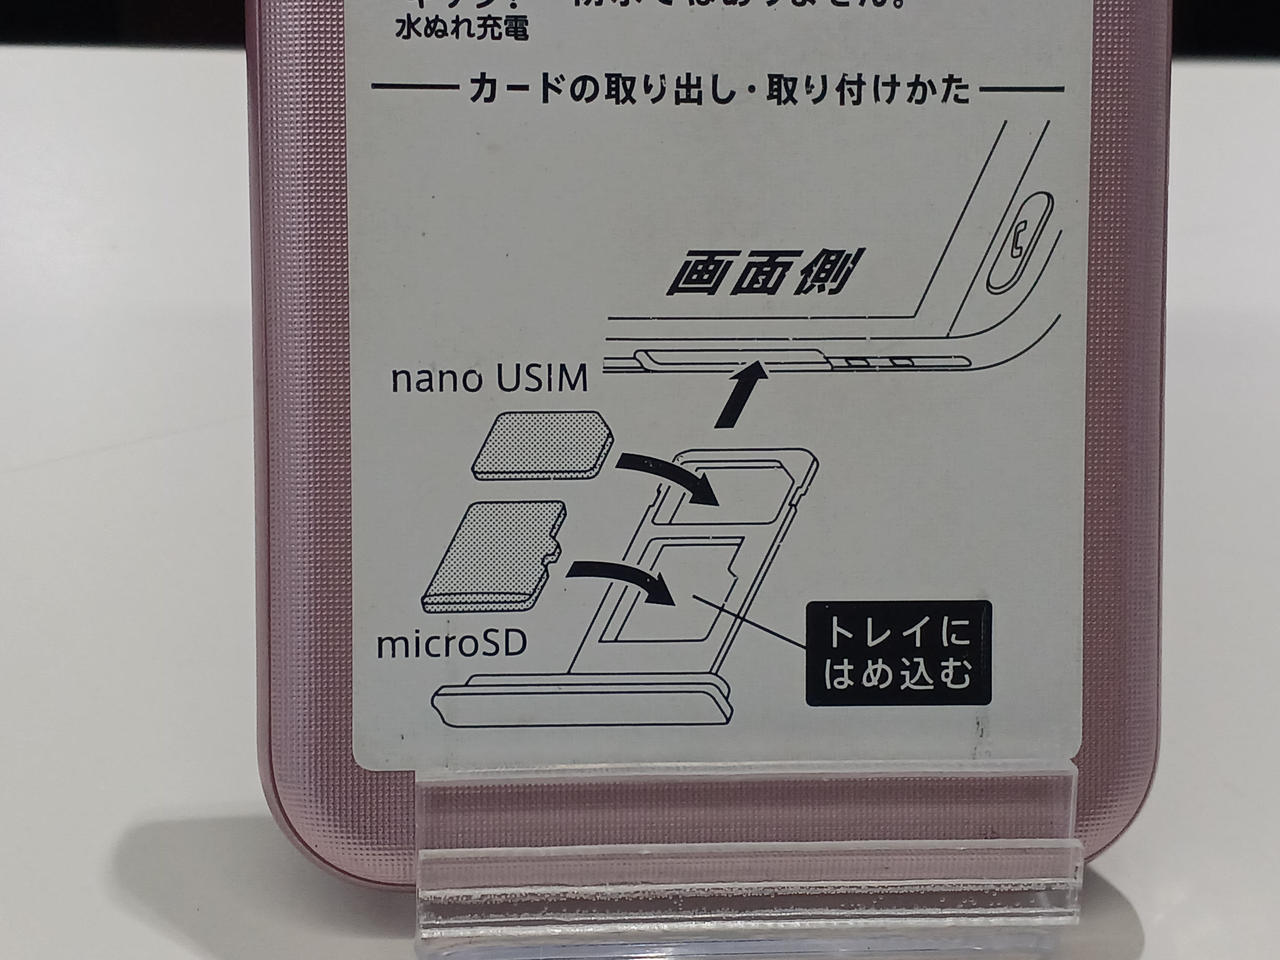 水ぬれ充電
カードの取り出し・取り付けかた
画面側
nano USIM
microSD
トレイに
はめ込む